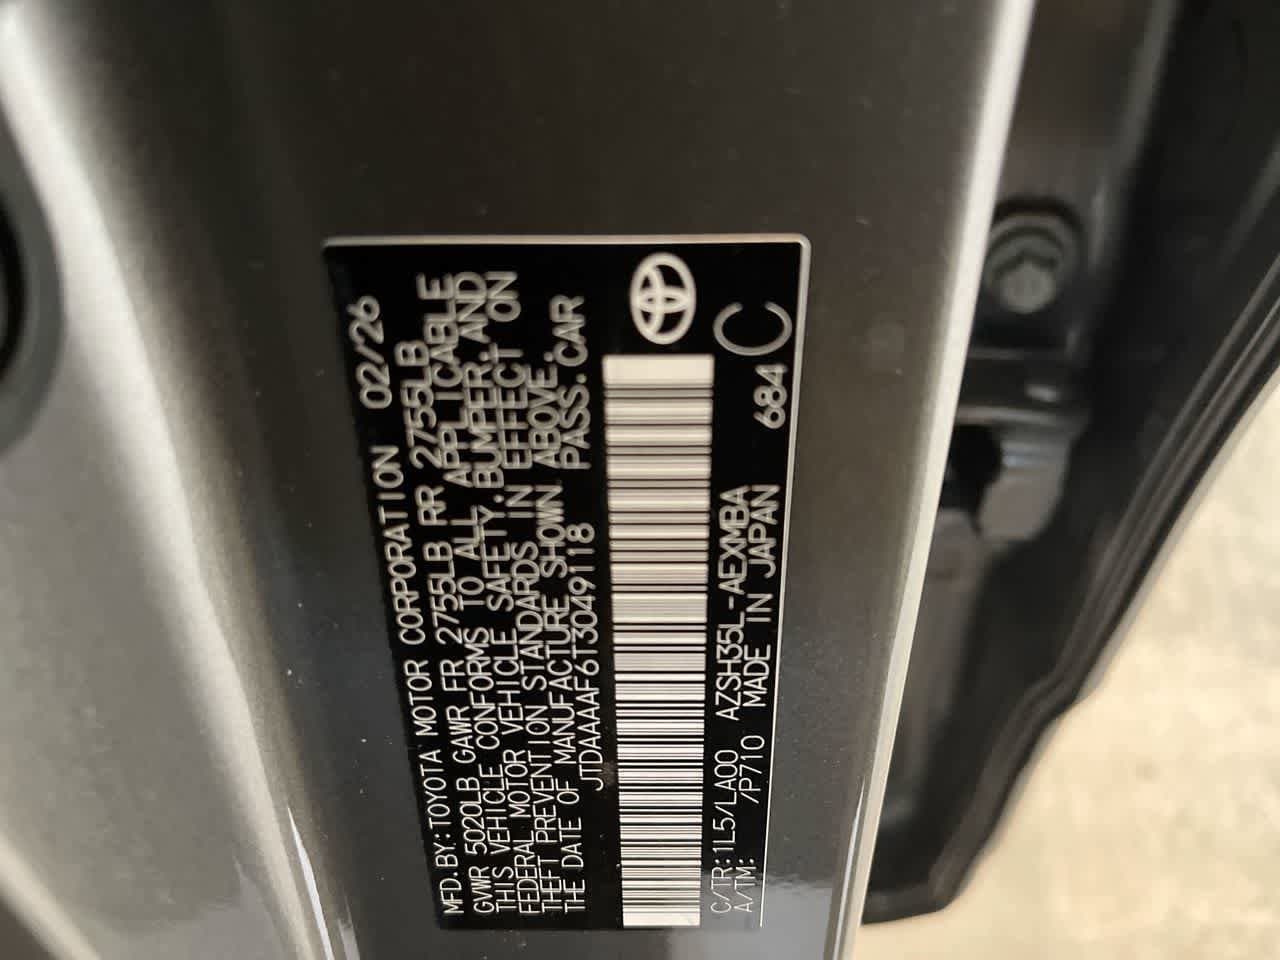 MFD.BY:TOYOTA MOTOR CORPORATION 02/26
GVWR 5020LB GAWR FR 2755LB RR 2755LB
THIS VEHICLE CONFORMS TO ALL APPLICABLE
FEDERAL MOTOR VEHICLE SAFETY,BUMPER,AND
THEFT PREVENTION STANDARDS IN EFFECT ON
THE DATE OF MANUFACTURE SHOWN ABOVE.
JTDAAAAF6T3049118 PASS.CAR
C/TR:1L5/LA00 AZSH35L-AEXMBA 684 C
A/TM: /P710 MADE IN JAPAN